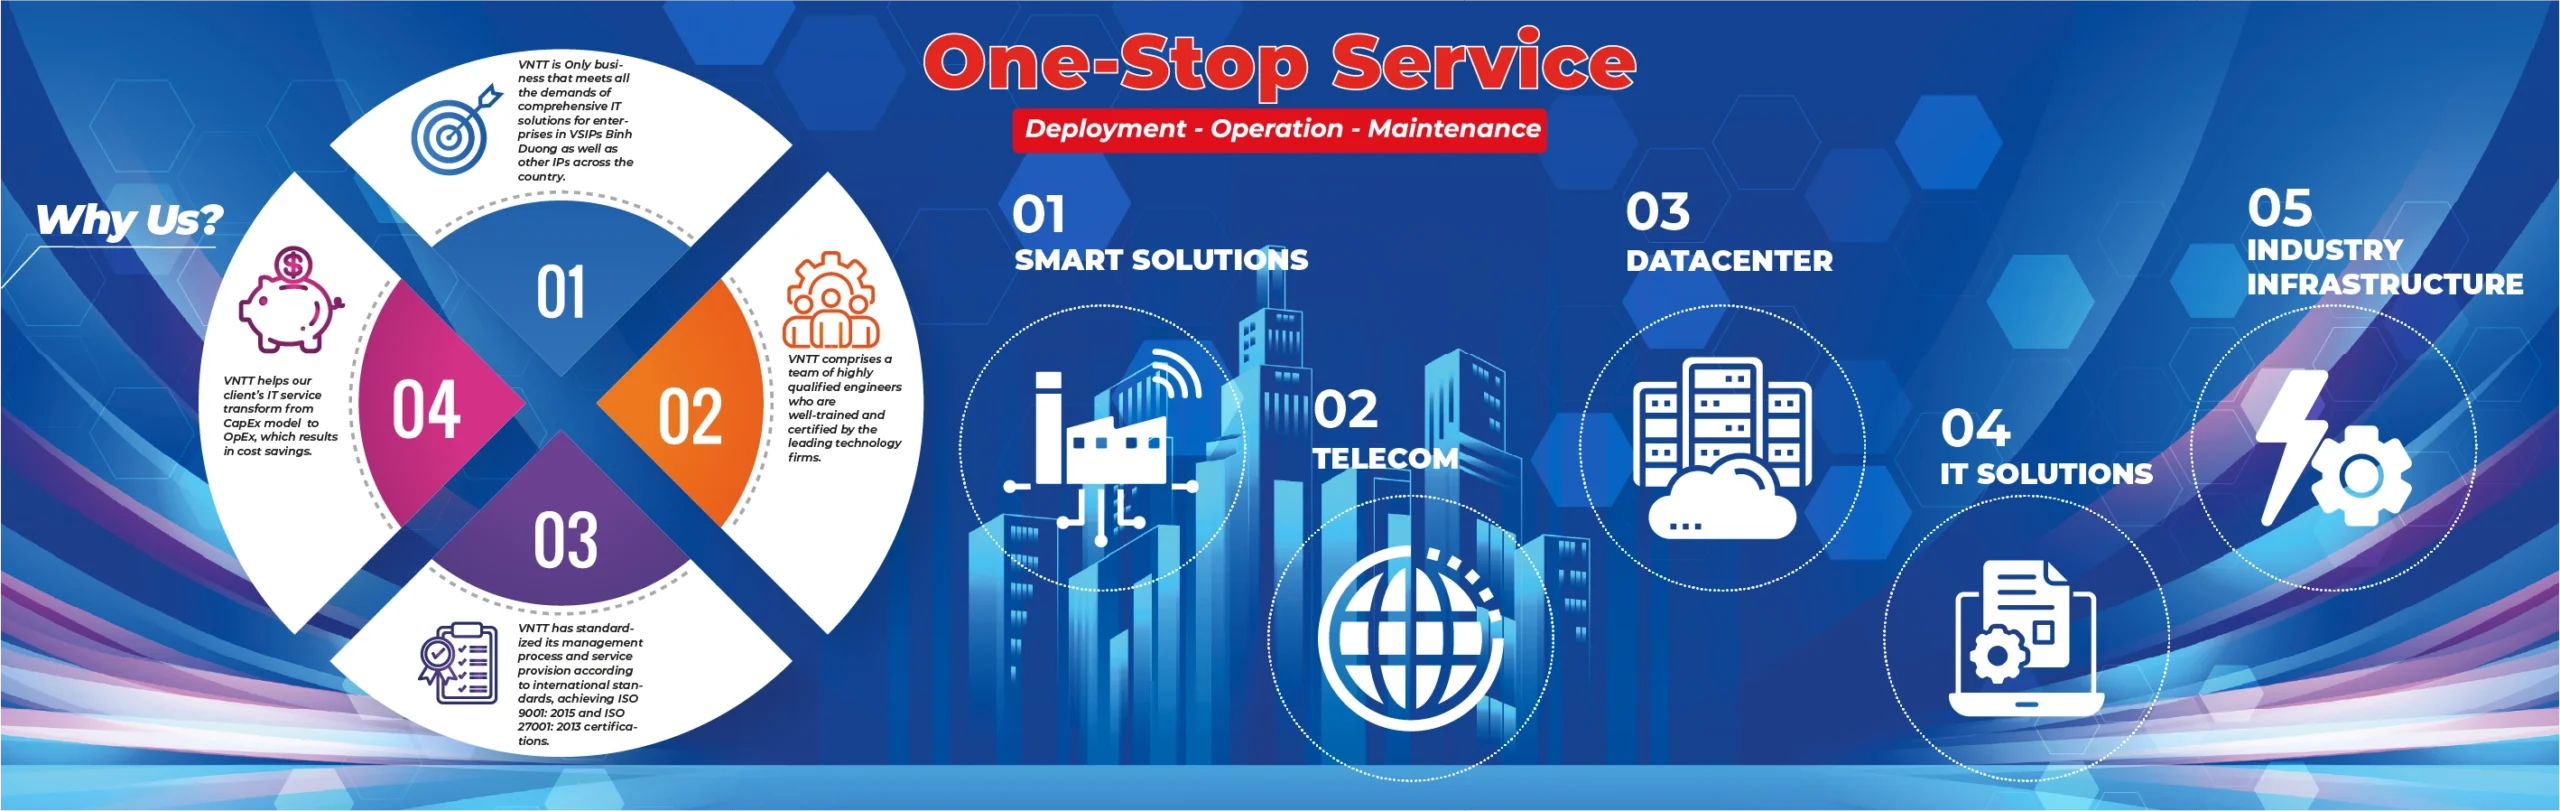 Why Us?
VNTT is Only busi-
ness that meets all
the demands of
comprehensive IT
solutions for enter-
prises in VSIPs Binh
Duong as well as
other IPs across the
country.
01
VNTT comprises a
team of highly
qualified engineers
who are
well-trained and
certified by the
leading technology
firms.
02
03
VNTT has standard-
ized its management
process and service
provision according
to international stan-
dards, achieving ISO
9001: 2015 and ISO
27001: 2013 certifica-
tions.
04
VNTT helps our
client's IT service
transform from
CapEx model to
OpEx, which results
in cost savings.
One-Stop Service
Deployment - Operation - Maintenance
01
SMART SOLUTIONS
02
TELECOM
03
DATACENTER
04
IT SOLUTIONS
05
INDUSTRY
INFRASTRUCTURE